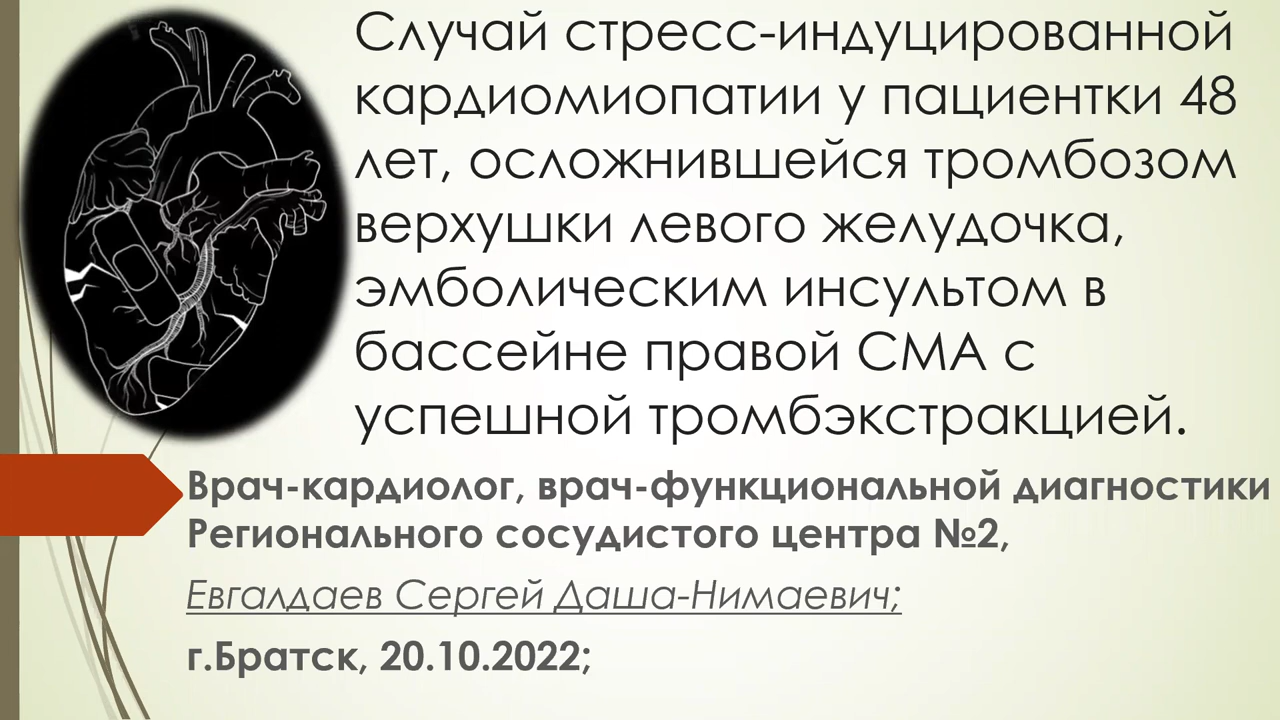 Случай стресс-индуцированной
кардиомиопатии у пациентки 48
лет, осложнившейся тромбозом
верхушки левого желудочка,
эмболическим инсультом в
бассейне правой СМА с
успешной тромбэкстракцией.
Врач-кардиолог, врач-функциональной диагностики
Регионального сосудистого центра №2,
Евгалдаев Сергей Даша-Нимаевич;
г.Братск, 20.10.2022;